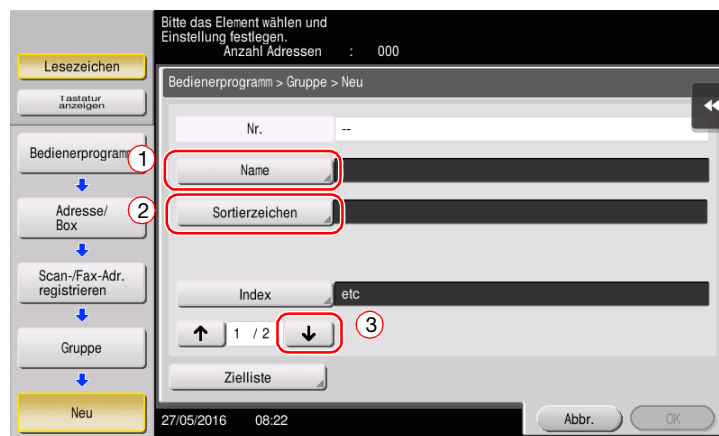 Bitte das Element wählen und
Einstellung festlegen.
Anzahl Adressen : 000
Lesezeichen
Tastatur
anzeigen
Bedienerprogramm > Gruppe > Neu
Nr. --
Bedienerprogramm
1
Name
Adresse/
Box
2
Sortierzeichen
Scan-/Fax-Adr.
registrieren
Index etc
1 / 2
3
Gruppe
Zielliste
Neu
27/05/2016 08:22
Abbr. OK